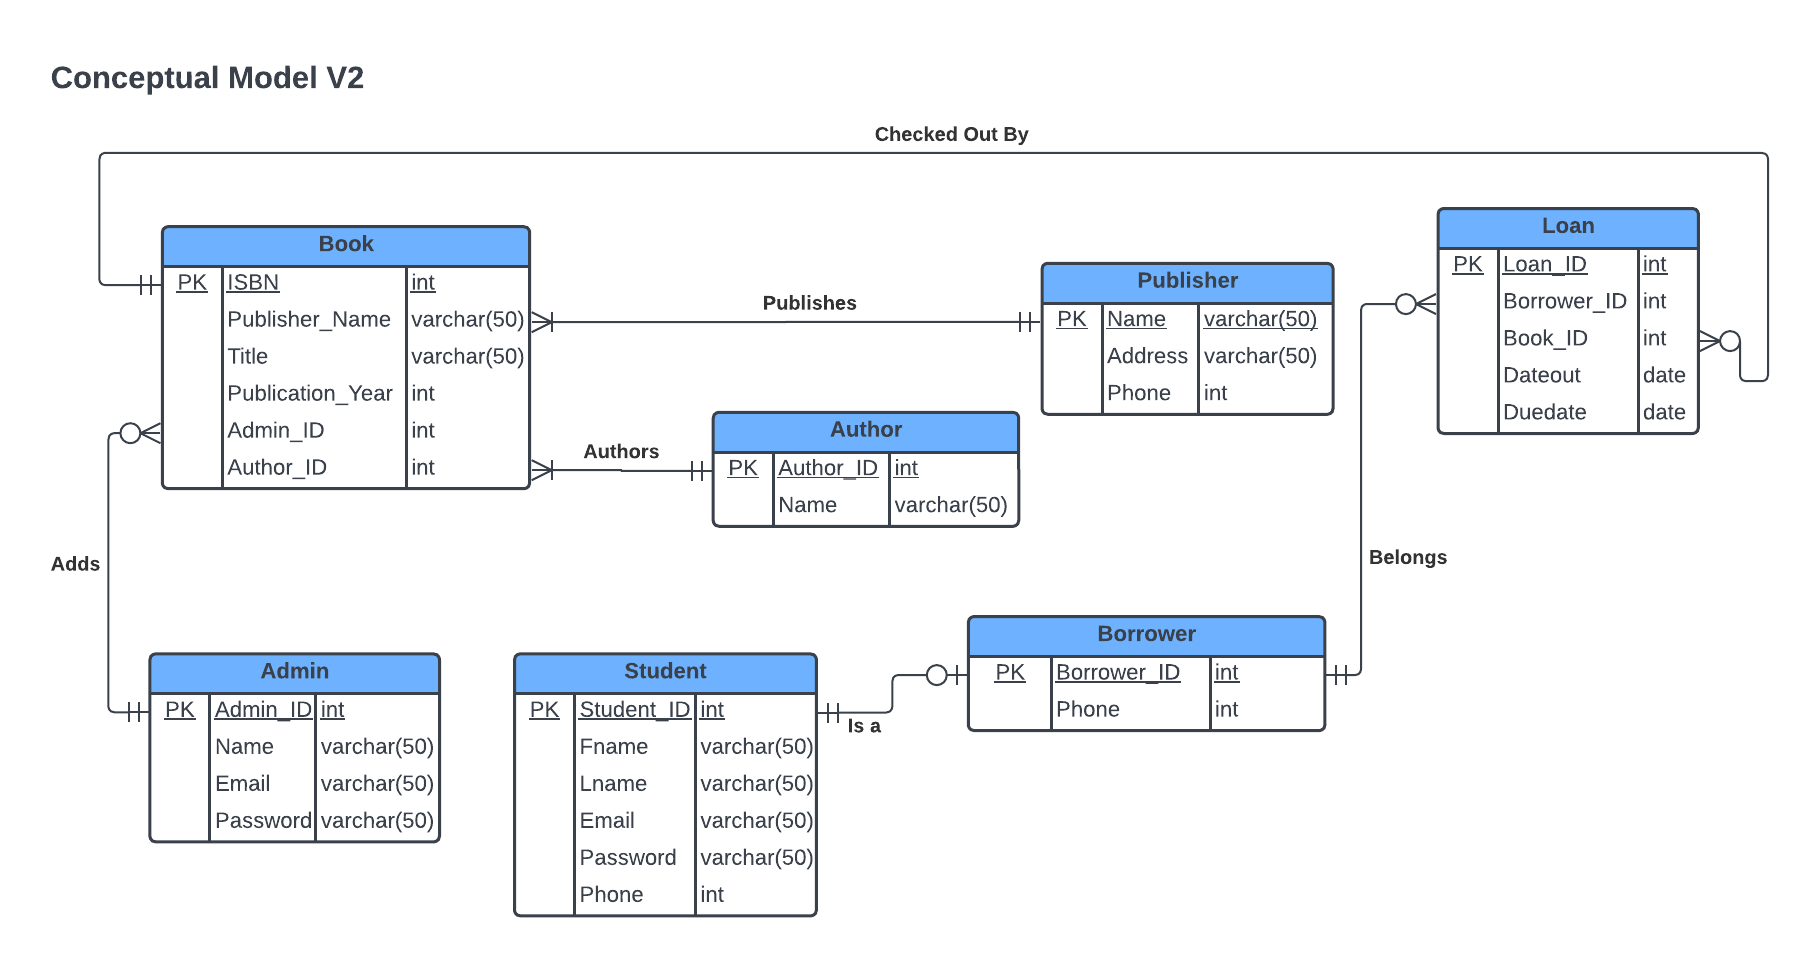 Conceptual Model V2
Checked Out By
Book
PK ISBN int
Publisher_Name varchar(50)
Title varchar(50)
Publication_Year int
Admin_ID int
Author_ID int
Publishes
Publisher
PK Name varchar(50)
Address varchar(50)
Phone int
Loan
PK Loan_ID int
Borrower_ID int
Book_ID int
Dateout date
Duedate date
Authors
Author
PK Author_ID int
Name varchar(50)
Adds
Belongs
Admin
PK Admin_ID int
Name varchar(50)
Email varchar(50)
Password varchar(50)
Student
PK Student_ID int
Fname varchar(50)
Lname varchar(50)
Email varchar(50)
Password varchar(50)
Phone int
Is a
Borrower
PK Borrower_ID int
Phone int